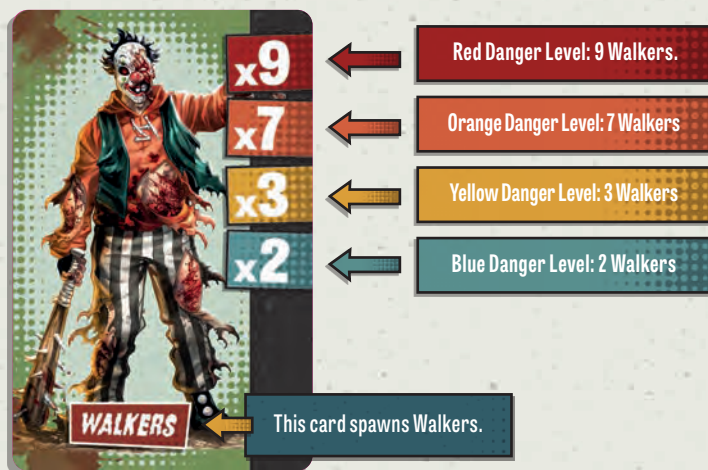 x9
Red Danger Level: 9 Walkers.
x7
Orange Danger Level: 7 Walkers
x3
Yellow Danger Level: 3 Walkers
x2
Blue Danger Level: 2 Walkers
WALKERS
This card spawns Walkers.